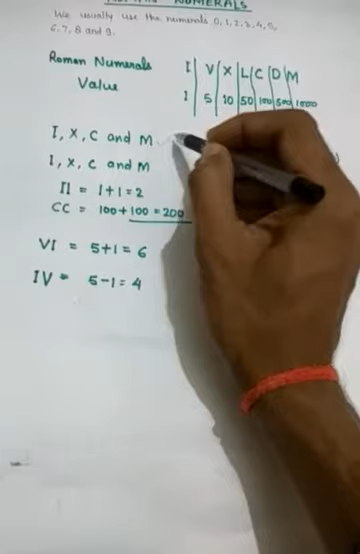 NUMERALS
We usually use the numerals 0, 1, 2, 3, 4, 5,
6, 7, 8 and 9.
Roman Numerals I V X L C D M
Value 1 5 10 50 100 500 1000
I, X, C and M
I, X, C and M
II = 1+1=2
CC = 100+100=200
VI = 5+1=6
IV = 5-1=4